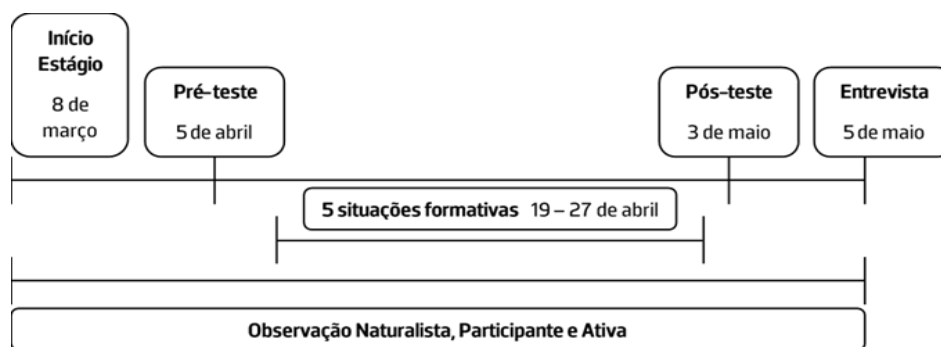 Início
Estágio
8 de
março
Pré-teste
5 de abril
Pós-teste
3 de maio
Entrevista
5 de maio
5 situações formativas 19 – 27 de abril
Observação Naturalista, Participante e Ativa